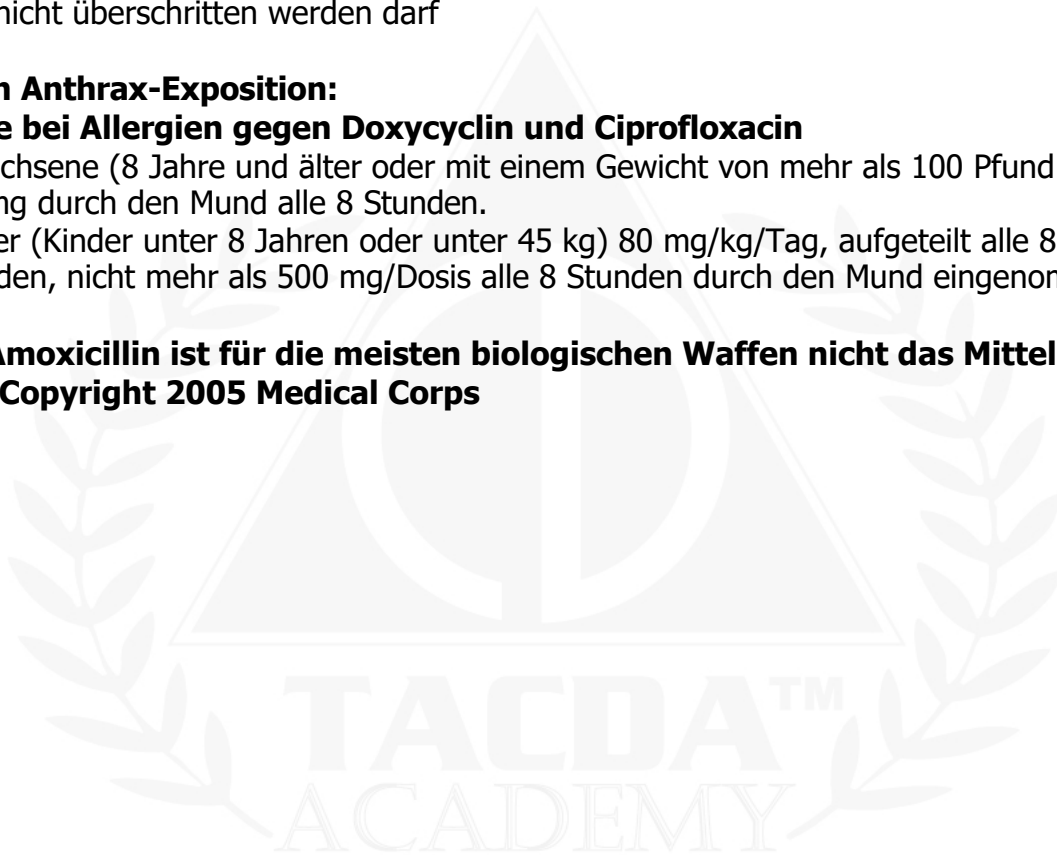 nicht überschritten werden darf
n Anthrax-Exposition:
e bei Allergien gegen Doxycyclin und Ciprofloxacin
chsene (8 Jahre und älter oder mit einem Gewicht von mehr als 100 Pfund
ng durch den Mund alle 8 Stunden.
er (Kinder unter 8 Jahren oder unter 45 kg) 80 mg/kg/Tag, aufgeteilt alle 8
den, nicht mehr als 500 mg/Dosis alle 8 Stunden durch den Mund eingenon
Amoxicillin ist für die meisten biologischen Waffen nicht das Mittel
Copyright 2005 Medical Corps
TACDA™
ACADEMY